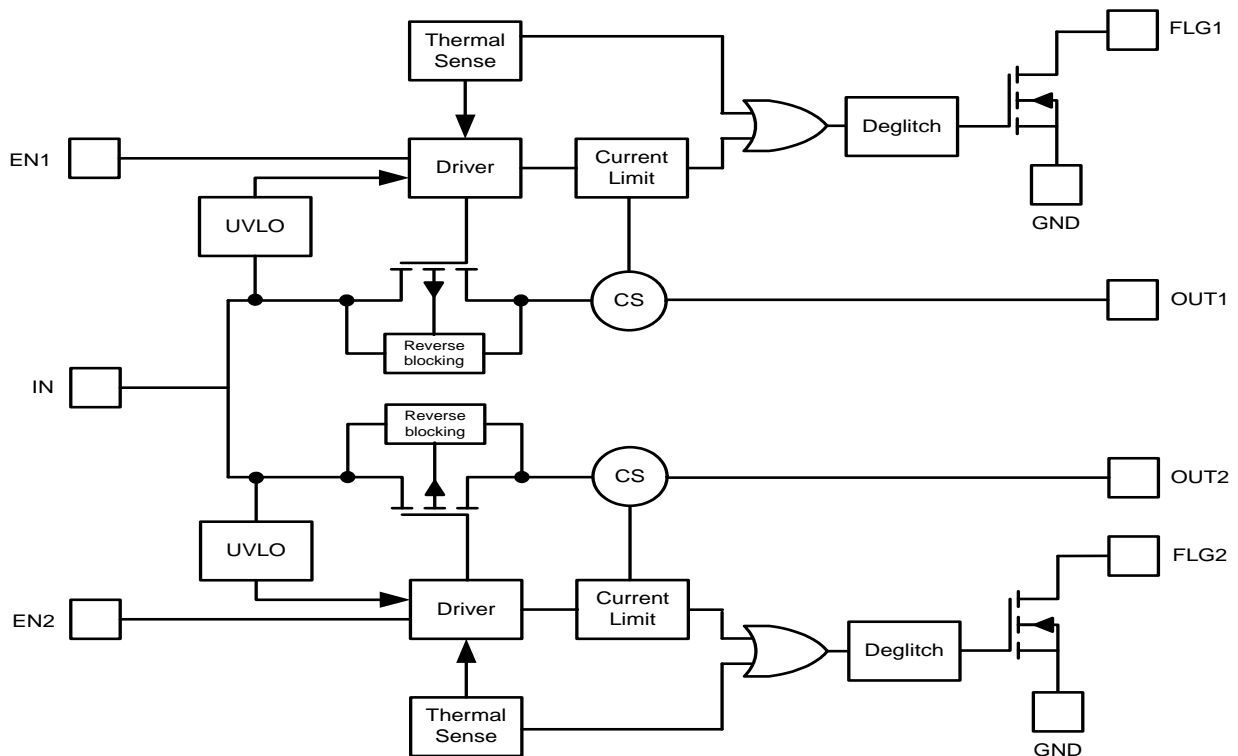 Thermal
Sense
FLG1
EN1
Driver
Current
Limit
Deglitch
UVLO
GND
CS
OUT1
Reverse
blocking
IN
Reverse
blocking
CS
OUT2
UVLO
FLG2
EN2
Driver
Current
Limit
Deglitch
Thermal
Sense
GND